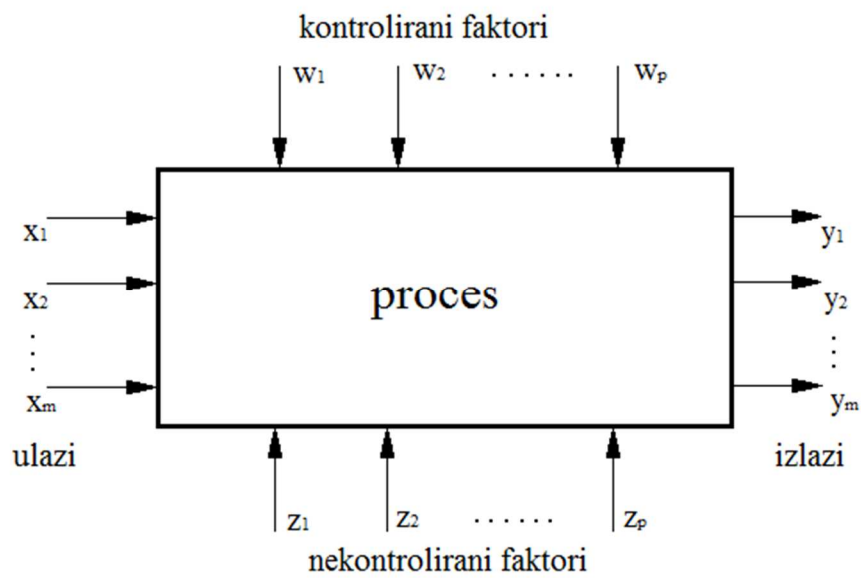 kontrolirani faktori
w₁ w₂ ...... wₚ
x₁
x₂
⋮
xₘ
ulazi
proces
y₁
y₂
⋮
yₘ
izlazi
z₁ z₂ ...... zₚ
nekontrolirani faktori